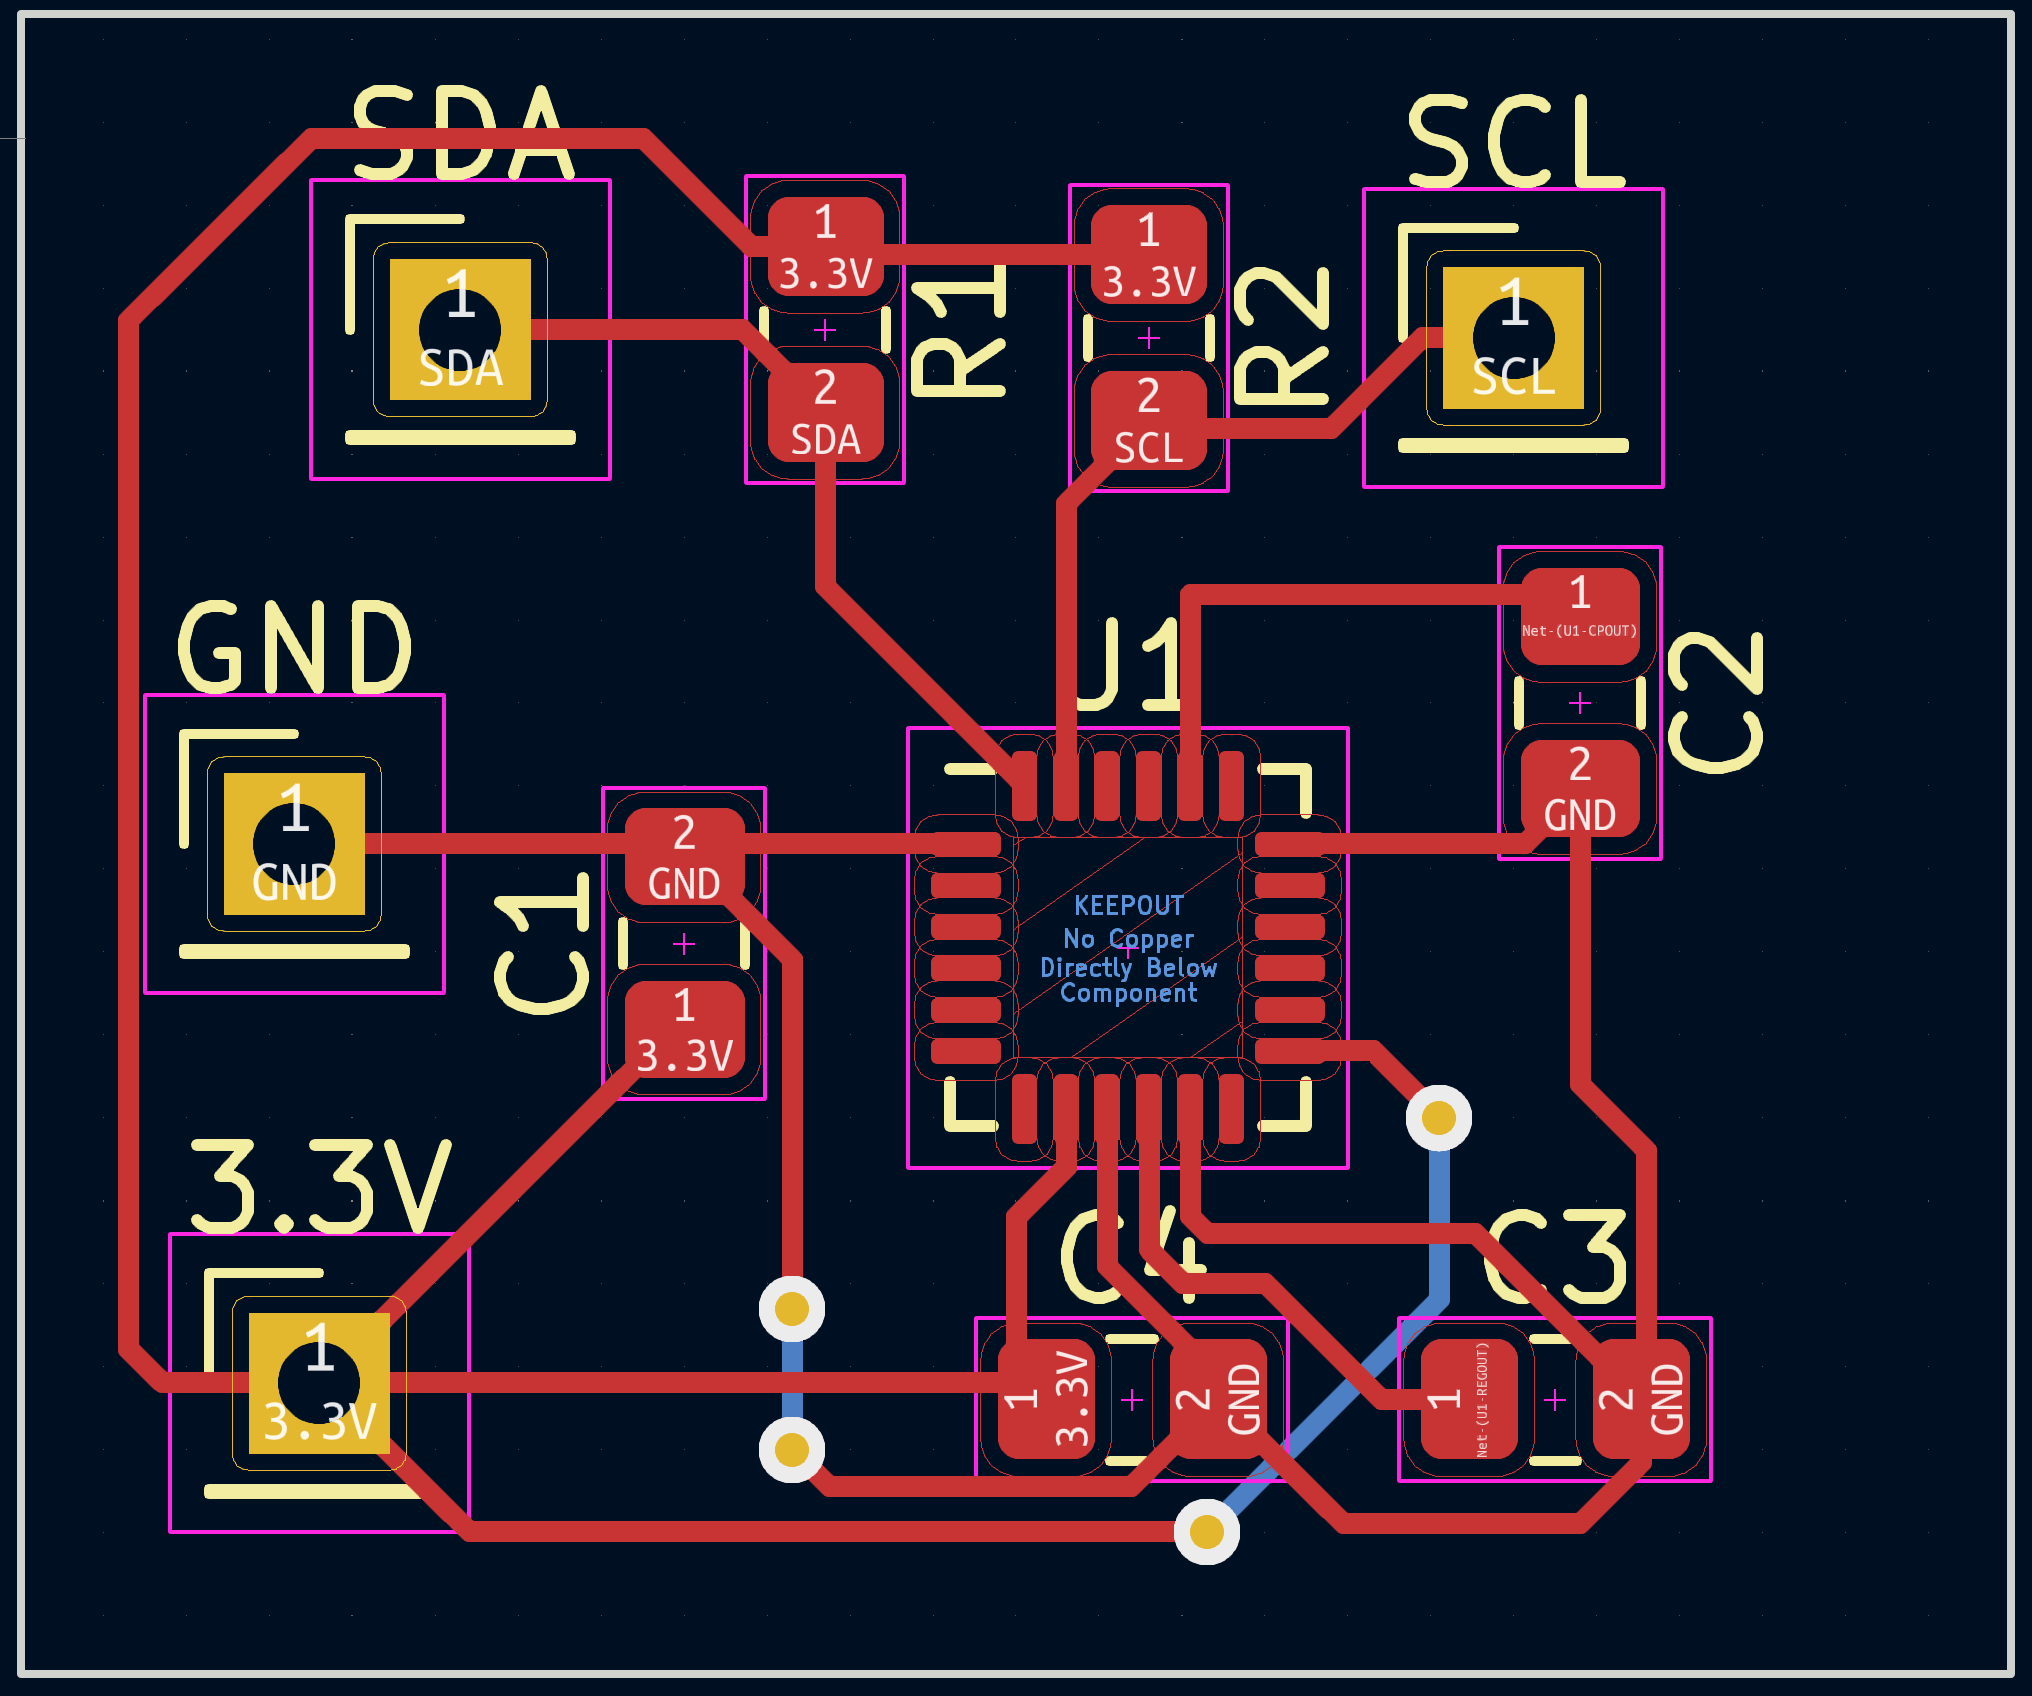 SDA
SCL
1
3.3V
1
3.3V
1
SDA
1
SCL
R1
R2
2
SDA
2
SCL
GND
U1
1
Net-(U1-CPOUT)
C2
2
GND
1
GND
2
GND
C1
1
3.3V
KEEPOUT
No Copper
Directly Below
Component
3.3V
C4
C3
1
3.3V
1
3.3V
2
GND
1
Net-(U1-REGOUT)
2
GND